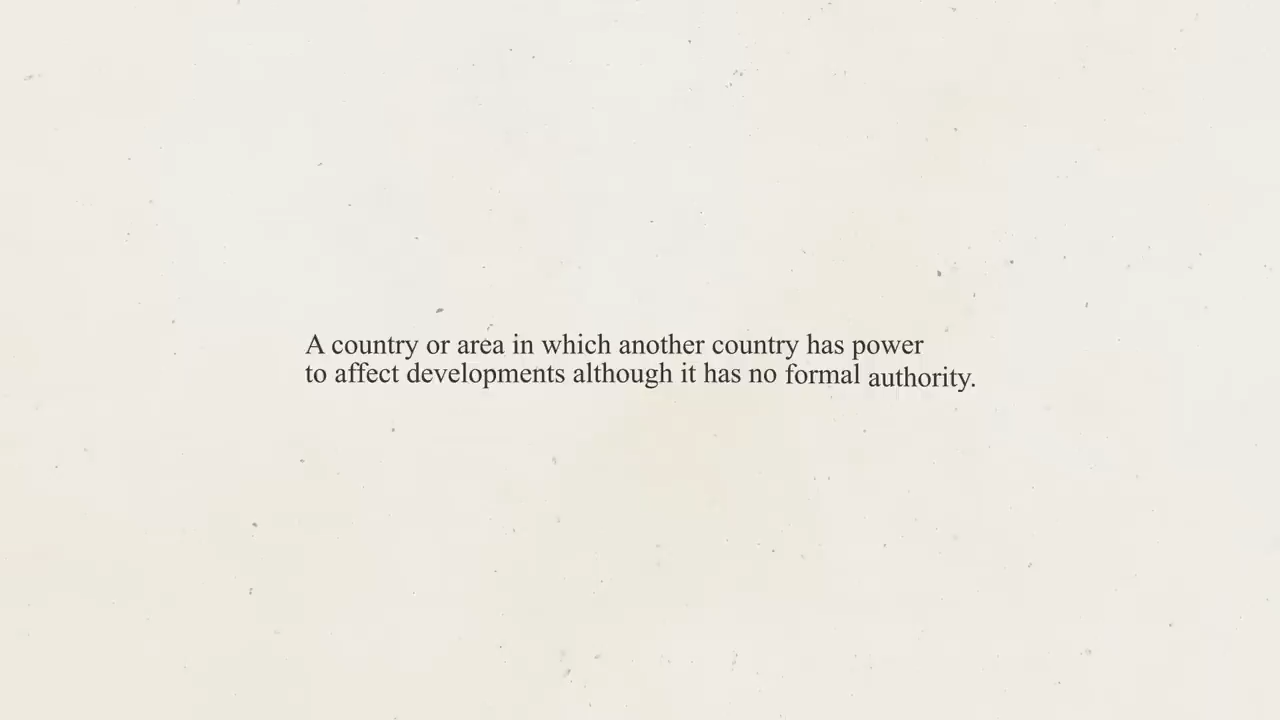 A country or area in which another country has power
to affect developments although it has no formal authority.